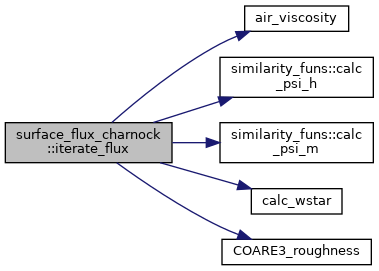 air_viscosity
similarity_funs::calc
_psi_h
surface_flux_charnock
::iterate_flux
similarity_funs::calc
_psi_m
calc_wstar
COARE3_roughness